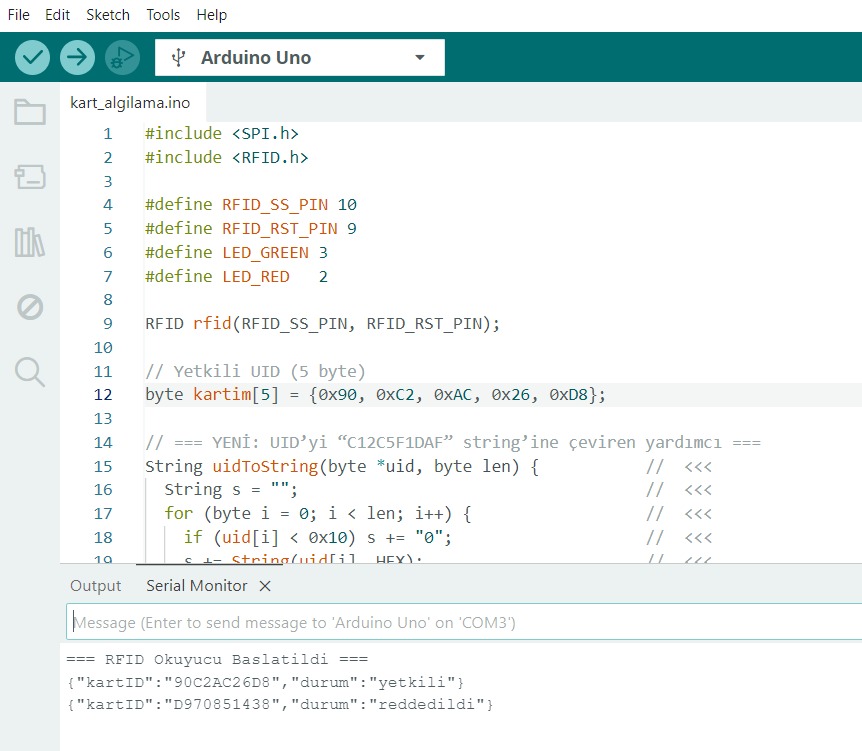 File Edit Sketch Tools Help
Arduino Uno
kart_algilama.ino
1 #include <SPI.h>
2 #include <RFID.h>
3
4 #define RFID_SS_PIN 10
5 #define RFID_RST_PIN 9
6 #define LED_GREEN 3
7 #define LED_RED   2
8
9 RFID rfid(RFID_SS_PIN, RFID_RST_PIN);
10
11 // Yetkili UID (5 byte)
12 byte kartim[5] = {0x90, 0xC2, 0xAC, 0x26, 0xD8};
13
14 // === YENİ: UID’yi “C12C5F1DAF” string’ine çeviren yardımcı ===
15 String uidToString(byte *uid, byte len) {           //  <<<
16   String s = "";                                    //  <<<
17   for (byte i = 0; i < len; i++) {                  //  <<<
18     if (uid[i] < 0x10) s += "0";                    //  <<<
19     s += String(uid[i], HEX);                       //  <<<
Output Serial Monitor
Message (Enter to send message to 'Arduino Uno' on 'COM3')
=== RFID Okuyucu Baslatildi ===
{"kartID":"90C2AC26D8","durum":"yetkili"}
{"kartID":"D970851438","durum":"reddedildi"}